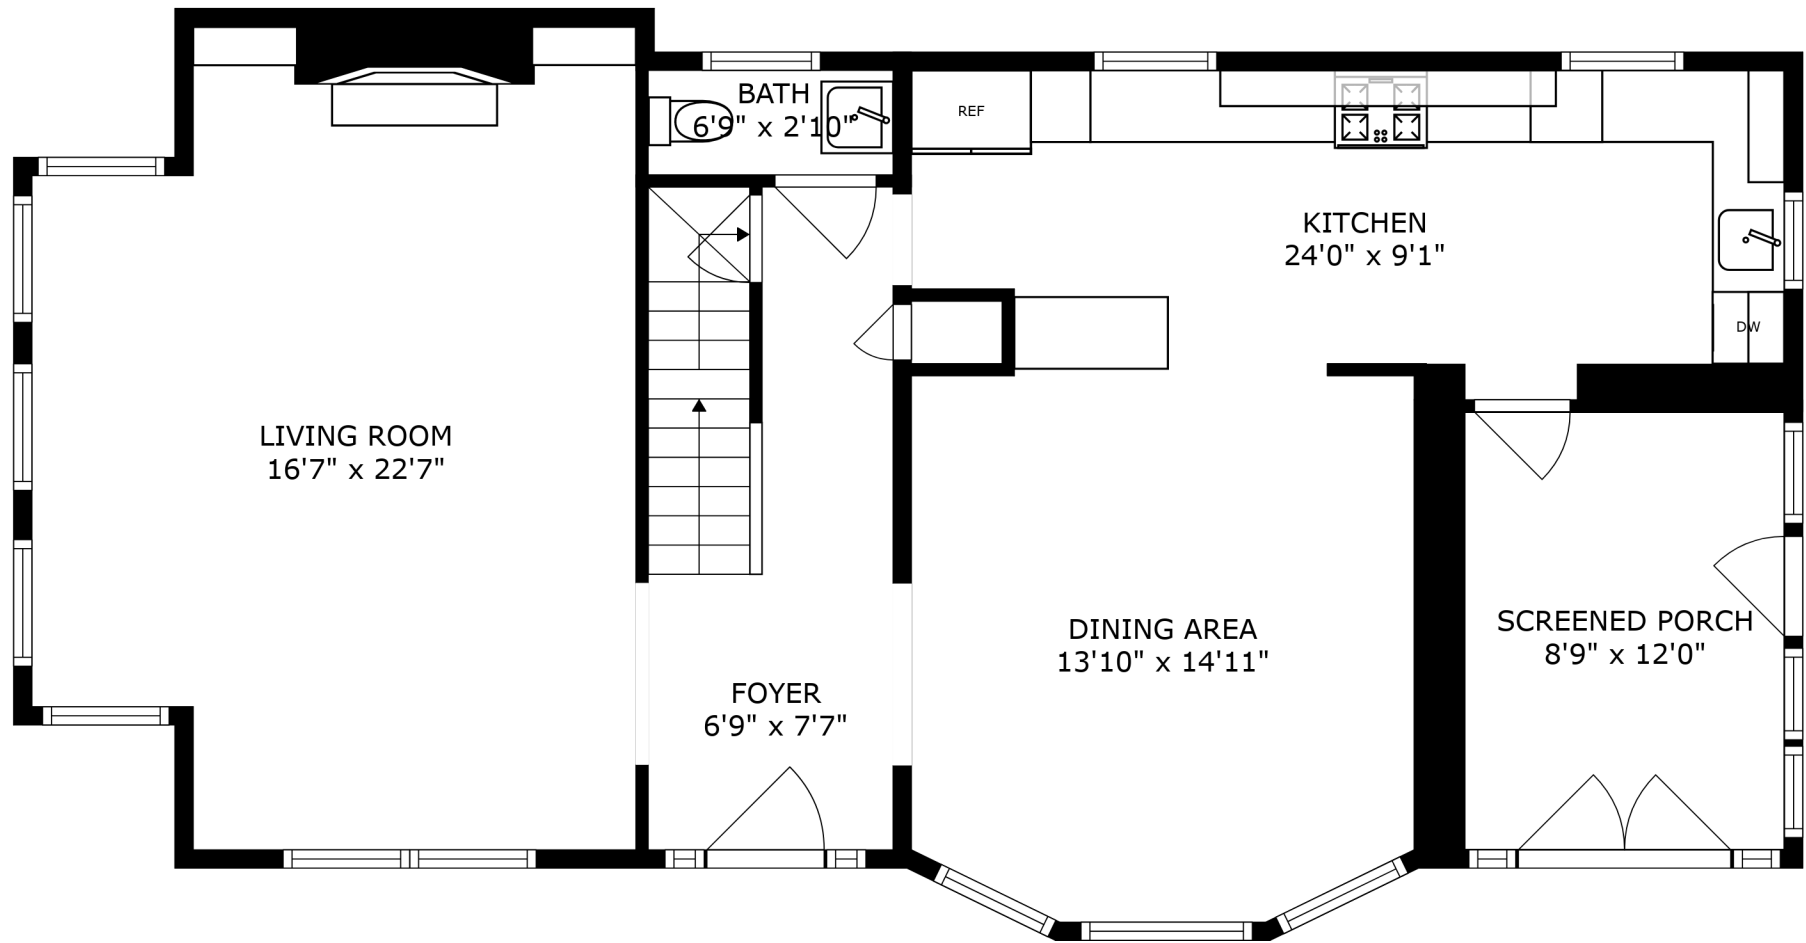 BATH
6'9" x 2'10"
REF
KITCHEN
24'0" x 9'1"
DW
LIVING ROOM
16'7" x 22'7"
DINING AREA
13'10" x 14'11"
SCREENED PORCH
8'9" x 12'0"
FOYER
6'9" x 7'7"